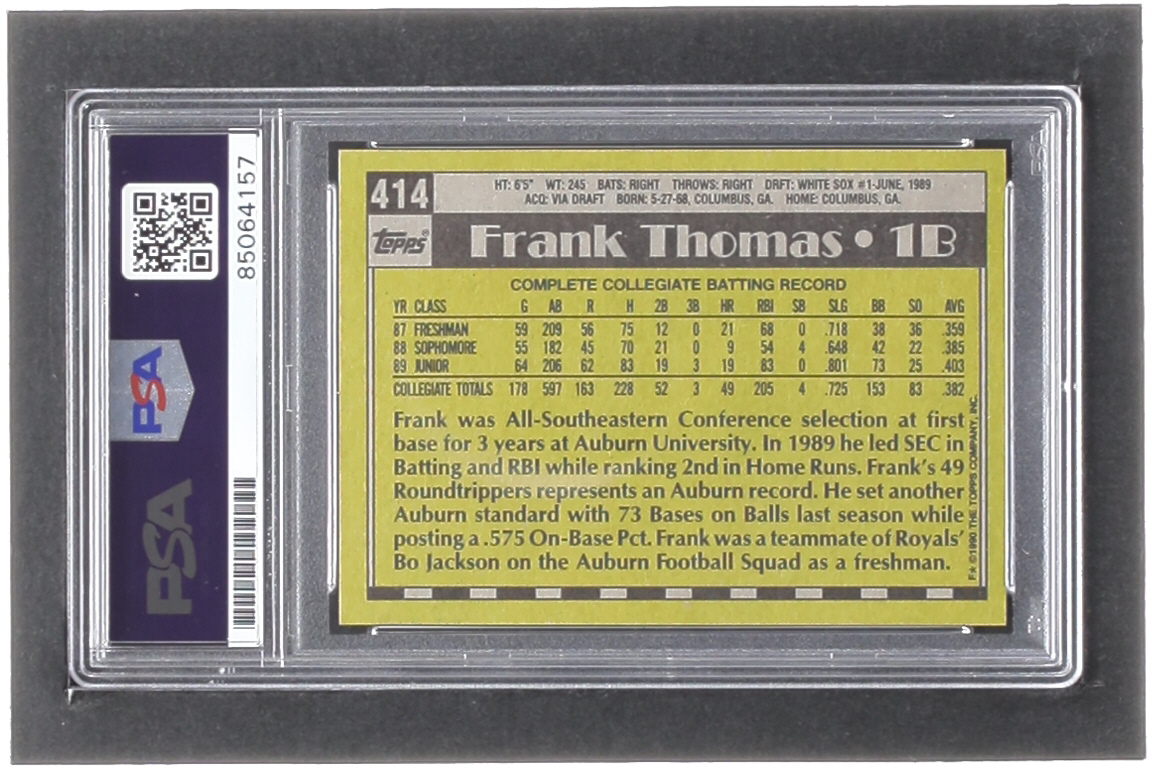 85064157
PSA
PSA
414
HT: 6'5" WT: 245 BATS: RIGHT THROWS: RIGHT DRFT: WHITE SOX #1-JUNE, 1989
ACQ: VIA DRAFT BORN: 5-27-68, COLUMBUS, GA. HOME: COLUMBUS, GA.
Topps®
Frank Thomas • 1B
COMPLETE COLLEGIATE BATTING RECORD
YR CLASS G AB R H 2B 3B HR RBI SB SLG BB SO AVG
87 FRESHMAN 59 209 56 75 12 0 21 68 0 .718 38 36 .359
88 SOPHOMORE 55 182 45 70 21 0 9 54 4 .648 42 22 .385
89 JUNIOR 64 206 62 83 19 3 19 83 0 .801 73 25 .403
COLLEGIATE TOTALS 178 597 163 228 52 3 49 205 4 .725 153 83 .382
Frank was All-Southeastern Conference selection at first
base for 3 years at Auburn University. In 1989 he led SEC in
Batting and RBI while ranking 2nd in Home Runs. Frank's 49
Roundtrippers represents an Auburn record. He set another
Auburn standard with 73 Bases on Balls last season while
posting a .575 On-Base Pct. Frank was a teammate of Royals'
Bo Jackson on the Auburn Football Squad as a freshman.
F★ ©1990 THE TOPPS COMPANY, INC.